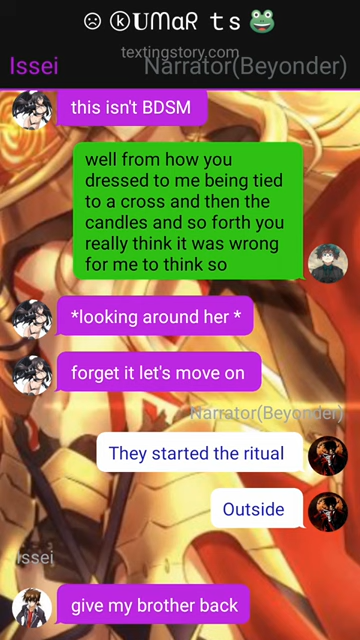 ☹ ⓚUMɑR ts🐸
textingstory.com
Issei
Narrator(Beyonder)
this isn't BDSM
well from how you
dressed to me being tied
to a cross and then the
candles and so forth you
really think it was wrong
for me to think so
*looking around her *
forget it let's move on
Narrator(Beyonder)
They started the ritual
Outside
Issei
give my brother back